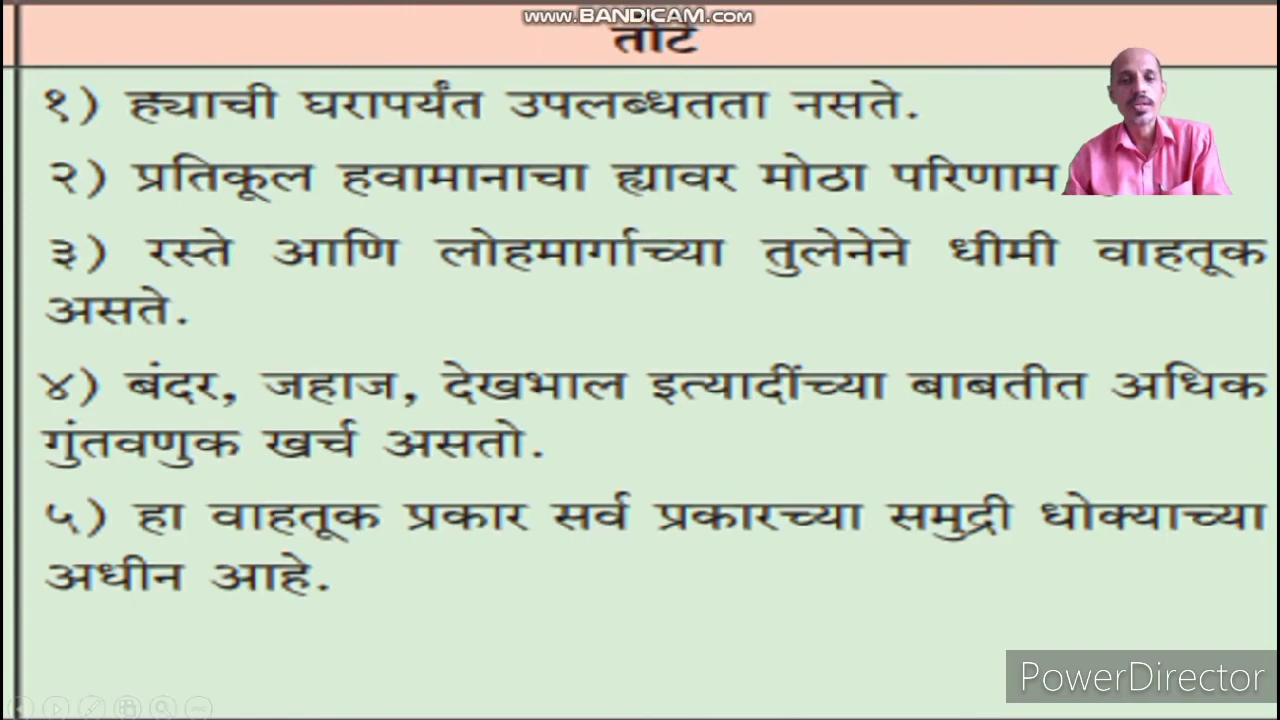 www.BANDICAM.com
तोटे
१) ह्याची घरापर्यंत उपलब्धतता नसते.
२) प्रतिकूल हवामानाचा ह्यावर मोठा परिणाम
३) रस्ते आणि लोहमार्गाच्या तुलेनेने धीमी वाहतूक
असते.
४) बंदर, जहाज, देखभाल इत्यादींच्या बाबतीत अधिक
गुंतवणुक खर्च असतो.
५) हा वाहतूक प्रकार सर्व प्रकारच्या समुद्री धोक्याच्या
अधीन आहे.
PowerDirector